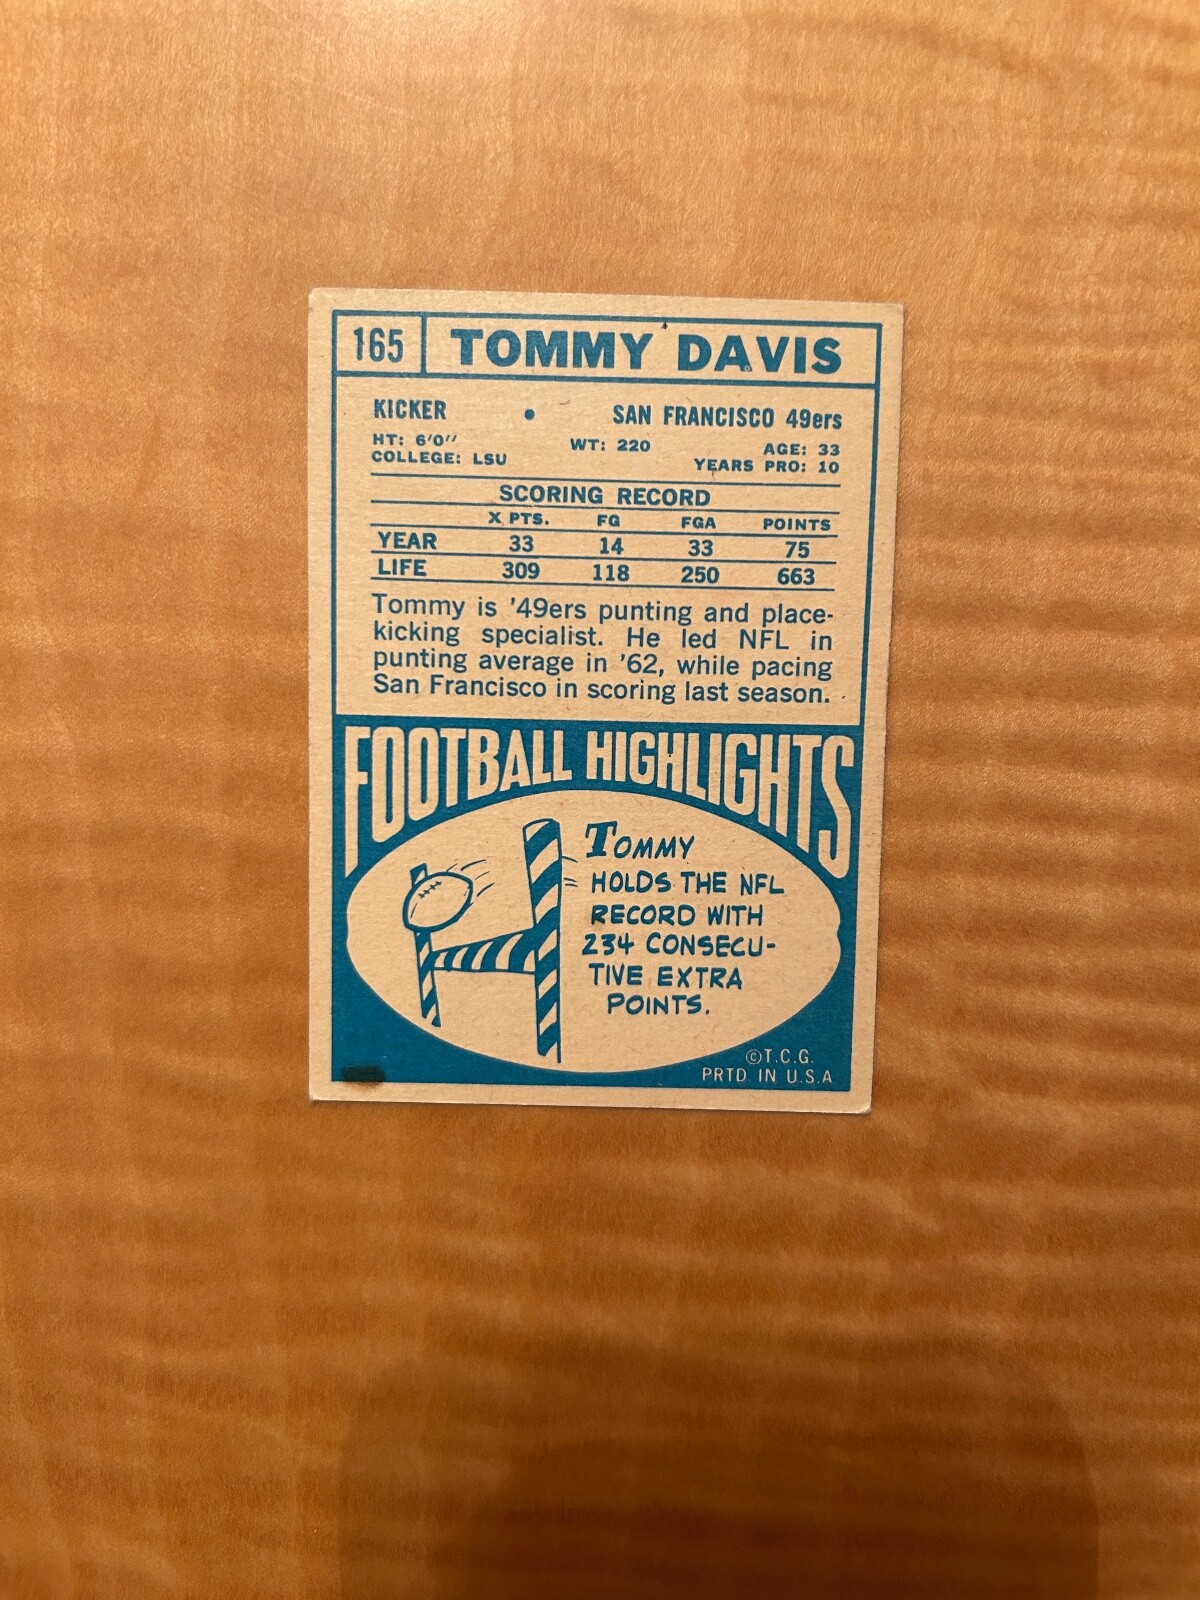 165 TOMMY DAVIS
KICKER • SAN FRANCISCO 49ers
HT: 6'0" WT: 220 AGE: 33
COLLEGE: LSU YEARS PRO: 10
SCORING RECORD
X PTS. FG FGA POINTS
YEAR 33 14 33 75
LIFE 309 118 250 663
Tommy is '49ers punting and place-
kicking specialist. He led NFL in
punting average in '62, while pacing
San Francisco in scoring last season.
FOOTBALL HIGHLIGHTS
TOMMY
HOLDS THE NFL
RECORD WITH
234 CONSECU-
TIVE EXTRA
POINTS.
©T.C.G.
PRTD. IN U.S.A